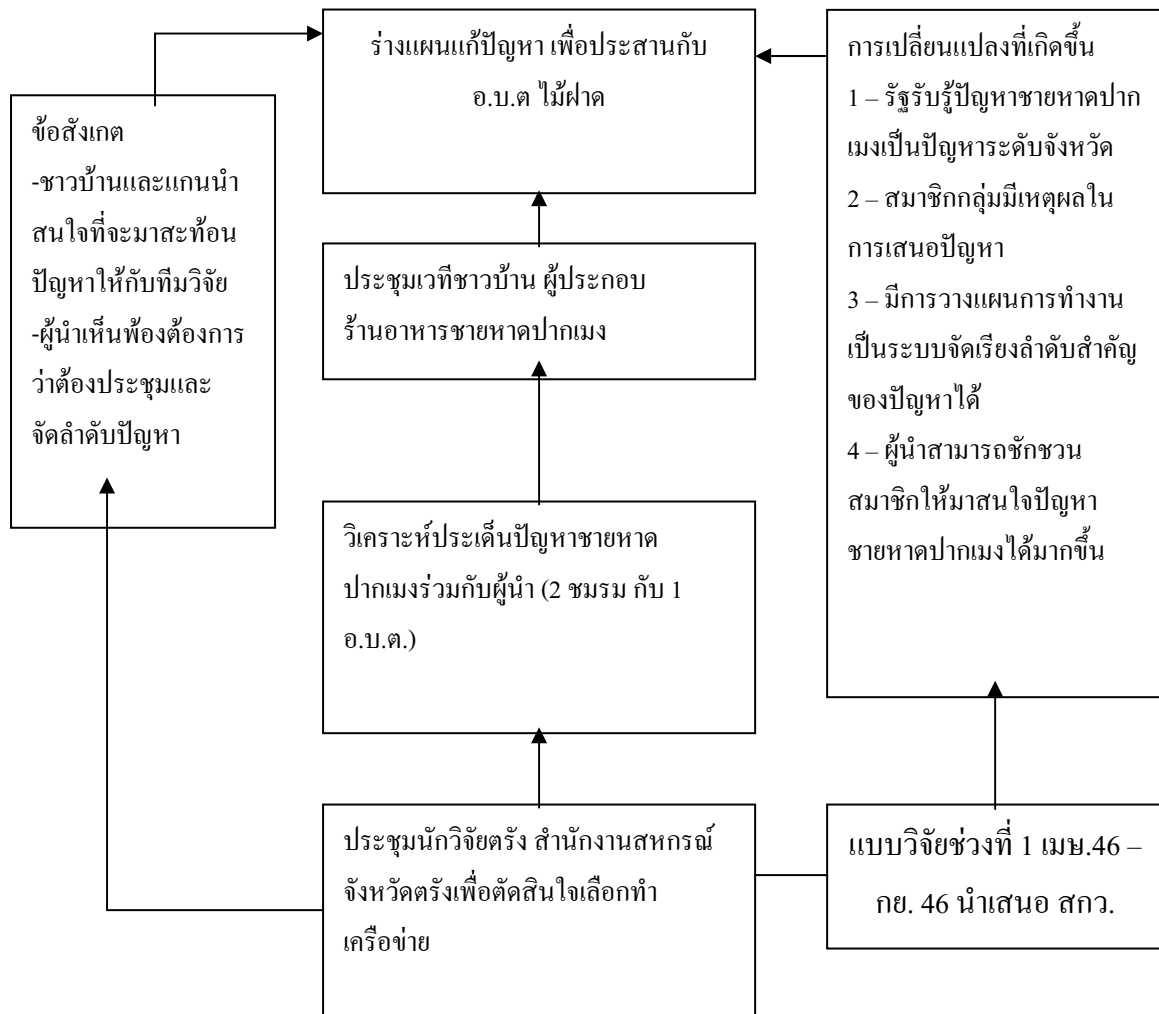 ร่างแผนแก้ปัญหา เพื่อประสานกับ
อ.บ.ต ไม้ฝาด
ข้อสังเกต
-ชาวบ้านและแกนนำ
สนใจที่จะมาสะท้อน
ปัญหาให้กับทีมวิจัย
-ผู้นำเห็นพ้องต้องการ
ว่าต้องประชุมและ
จัดลำดับปัญหา
การเปลี่ยนแปลงที่เกิดขึ้น
1 – รัฐรับรู้ปัญหาชายหาดปาก
เมงเป็นปัญหาระดับจังหวัด
2 – สมาชิกกลุ่มมีเหตุผลใน
การเสนอปัญหา
3 – มีการวางแผนการทำงาน
เป็นระบบจัดเรียงลำดับสำคัญ
ของปัญหาได้
4 – ผู้นำสามารถชักชวน
สมาชิกให้มาสนใจปัญหา
ชายหาดปากเมงได้มากขึ้น
ประชุมเวทีชาวบ้าน ผู้ประกอบ
ร้านอาหารชายหาดปากเมง
วิเคราะห์ประเด็นปัญหาชายหาด
ปากเมงร่วมกับผู้นำ (2 ชมรม กับ 1
อ.บ.ต.)
ประชุมนักวิจัยตรัง สำนักงานสหกรณ์
จังหวัดตรังเพื่อตัดสินใจเลือกทำ
เครือข่าย
แบบวิจัยช่วงที่ 1 เมษ.46 –
กย. 46 นำเสนอ สกว.